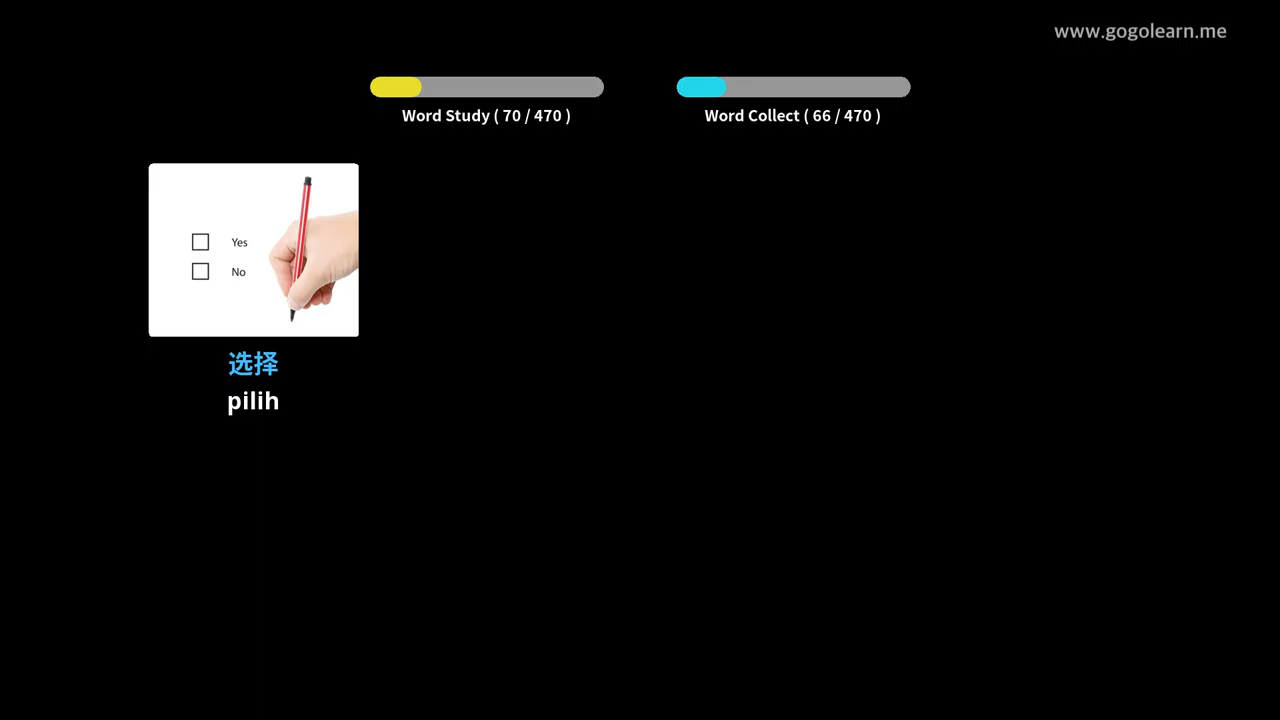 www.gogolearn.me
Word Study ( 70 / 470 )
Word Collect ( 66 / 470 )
Yes
No
选择
pilih